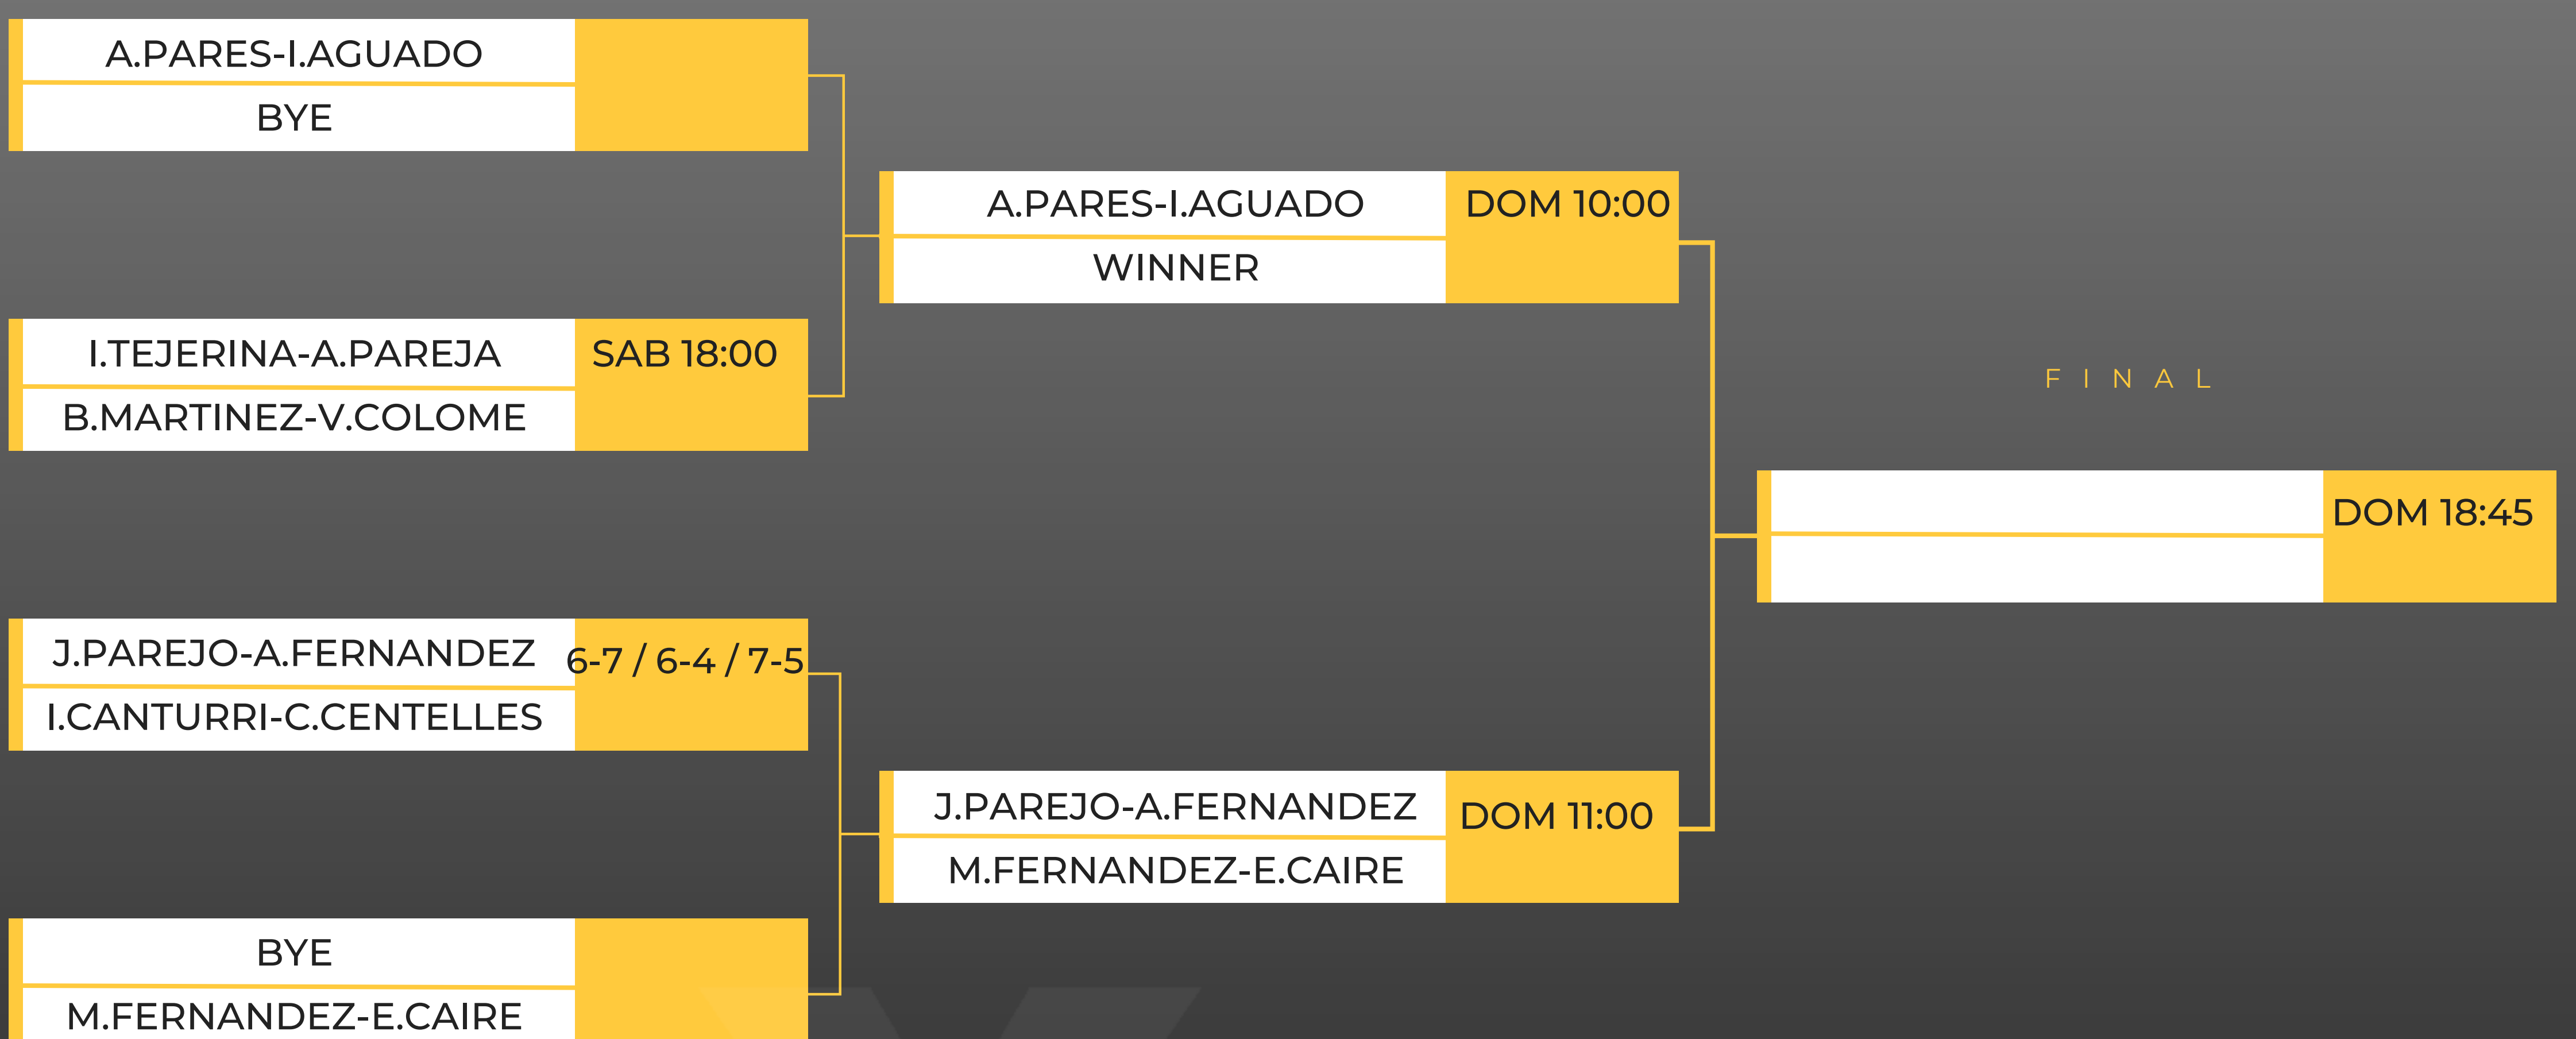 A.PARES-I.AGUADO
BYE
I.TEJERINA-A.PAREJA
SAB 18:00
B.MARTINEZ-V.COLOME
J.PAREJO-A.FERNANDEZ
6-7 / 6-4 / 7-5
I.CANTURRI-C.CENTELLES
BYE
M.FERNANDEZ-E.CAIRE
A.PARES-I.AGUADO
DOM 10:00
WINNER
J.PAREJO-A.FERNANDEZ
DOM 11:00
M.FERNANDEZ-E.CAIRE
FINAL
DOM 18:45